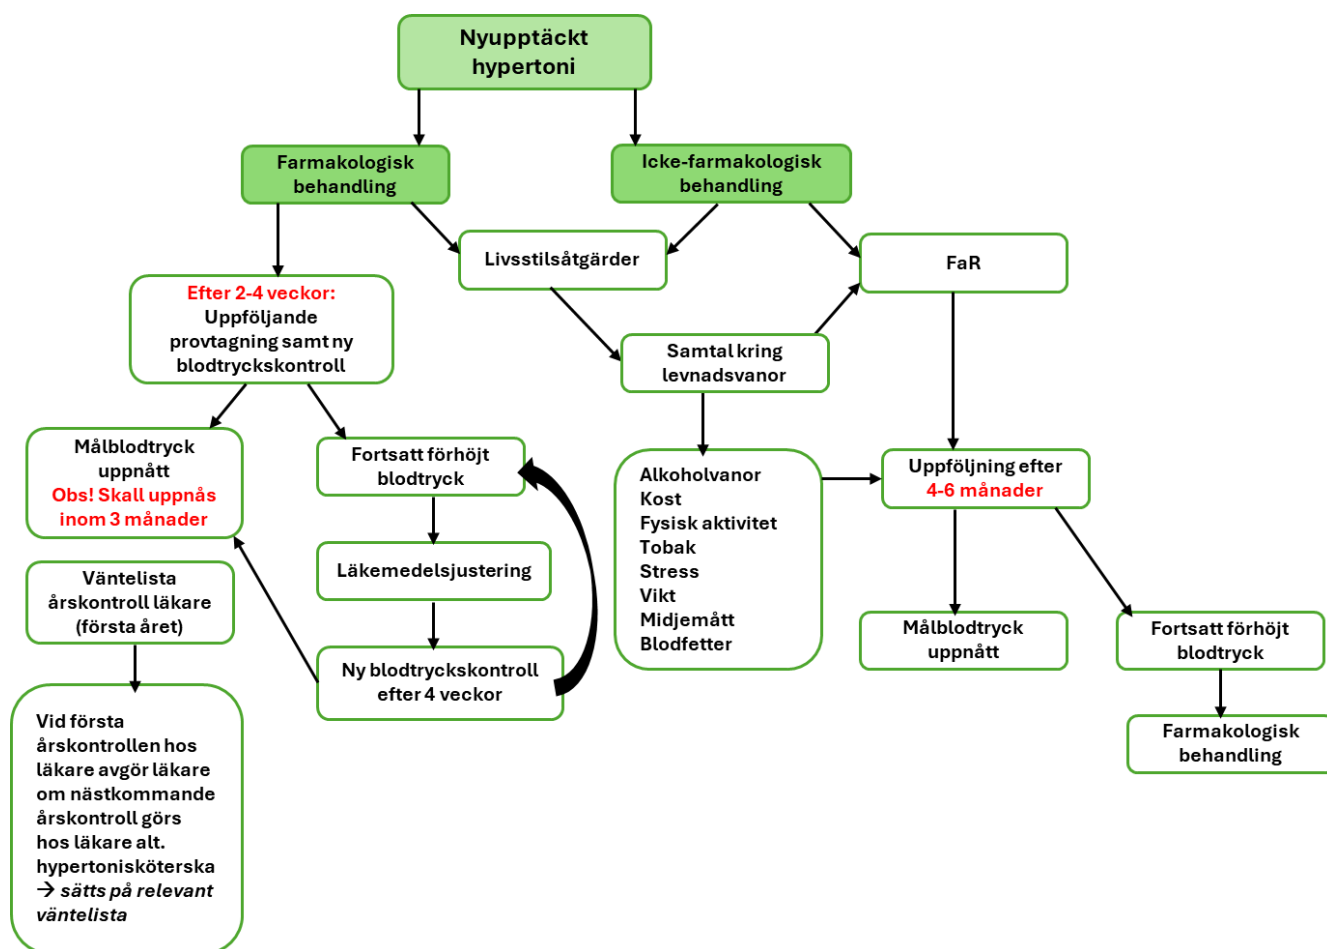 Nyupptäckt
hypertoni
Farmakologisk
behandling
Icke-farmakologisk
behandling
Livsstilsåtgärder
FaR
Efter 2-4 veckor:
Uppföljande
provtagning samt ny
blodtryckskontroll
Samtal kring
levnadsvanor
Målblodtryck
uppnått
Obs! Skall uppnås
inom 3 månader
Fortsatt förhöjt
blodtryck
Alkoholvanor
Kost
Fysisk aktivitet
Tobak
Stress
Vikt
Midjemått
Blodfetter
Uppföljning efter
4-6 månader
Läkemedelsjustering
Väntelista
årskontroll läkare
(första året)
Målblodtryck
uppnått
Fortsatt förhöjt
blodtryck
Ny blodtryckskontroll
efter 4 veckor
Farmakologisk
behandling
Vid första
årskontrollen hos
läkare avgör läkare
om nästkommande
årskontroll görs
hos läkare alt.
hypertonisköterska
→ sätts på relevant
väntelista